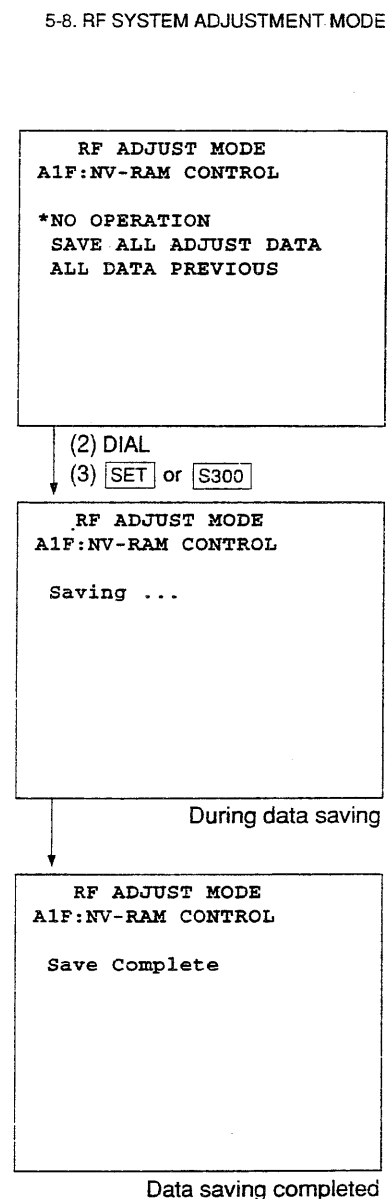 5-8. RF SYSTEM ADJUSTMENT MODE
RF ADJUST MODE
A1F:NV-RAM CONTROL
*NO OPERATION
SAVE ALL ADJUST DATA
ALL DATA PREVIOUS
(2) DIAL
(3) SET or S300
RF ADJUST MODE
A1F:NV-RAM CONTROL
Saving ...
During data saving
RF ADJUST MODE
A1F:NV-RAM CONTROL
Save Complete
Data saving completed